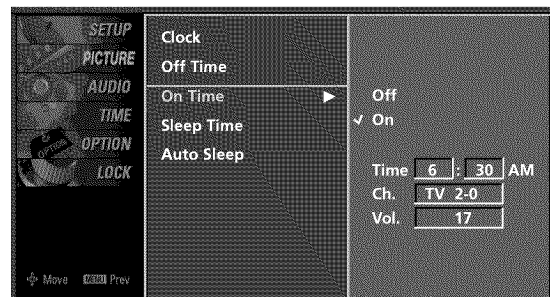 SETUP
PICTURE
AUDIO
TIME
OPTION
OPTION
LOCK
Move MENU Prev
Clock
Off Time
On Time ►
Sleep Time
Auto Sleep
Off
✓ On
Time 6 : 30 AM
Ch. TV 2-0
Vol. 17